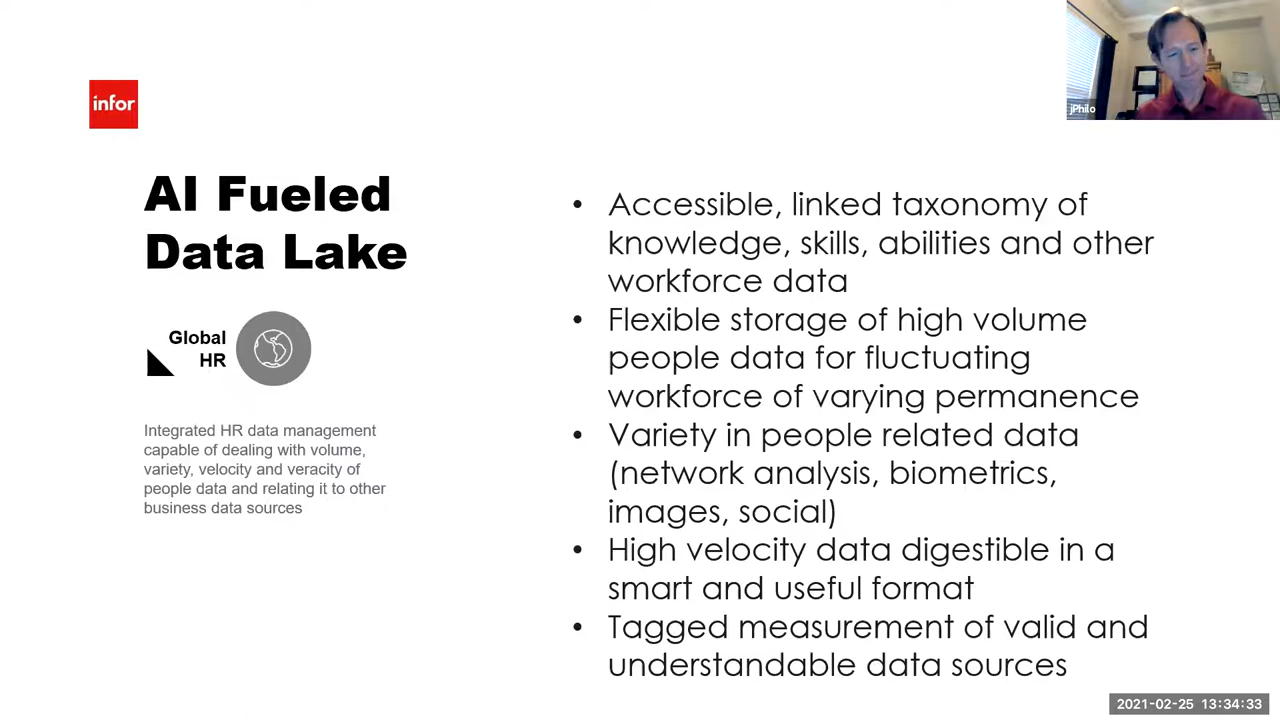 infor
jPhilo
AI Fueled
Data Lake
Global
HR
Integrated HR data management
capable of dealing with volume,
variety, velocity and veracity of
people data and relating it to other
business data sources
• Accessible, linked taxonomy of
knowledge, skills, abilities and other
workforce data
• Flexible storage of high volume
people data for fluctuating
workforce of varying permanence
• Variety in people related data
(network analysis, biometrics,
images, social)
• High velocity data digestible in a
smart and useful format
• Tagged measurement of valid and
understandable data sources
2021-02-25 13:34:33